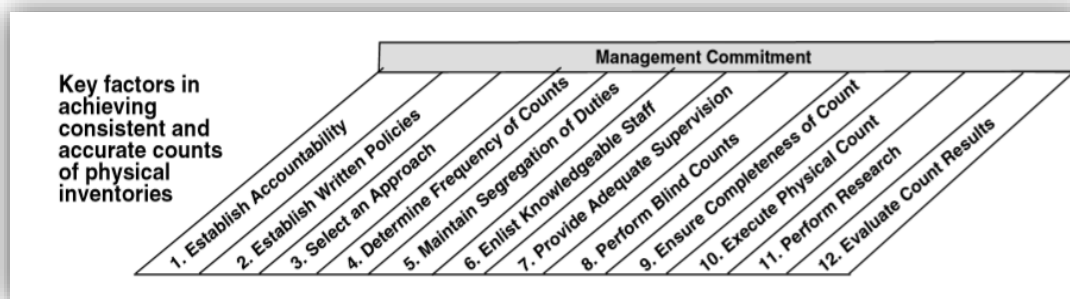 Management Commitment
Key factors in
achieving
consistent and
accurate counts
of physical
inventories
1. Establish Accountability
2. Establish Written Policies
3. Select an Approach
4. Determine Frequency of Counts
5. Maintain Segregation of Duties
6. Enlist Knowledgeable Staff
7. Provide Adequate Supervision
8. Perform Blind Counts
9. Ensure Completeness of Count
10. Execute Physical Count
11. Perform Research
12. Evaluate Count Results